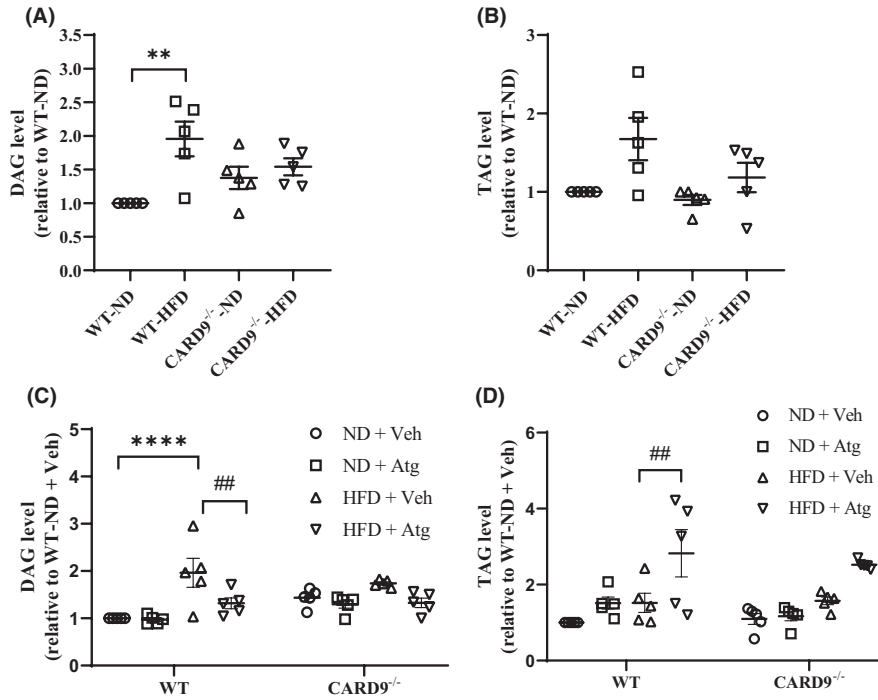 (A)
**
DAG level
(relative to WT-ND)
3.5
3.0
2.5
2.0
1.5
1.0
0.5
0.0
WT-ND
WT-HFD
CARD9-/--ND
CARD9-/--HFD
(B)
TAG level
(relative to WT-ND)
3
2
1
0
WT-ND
WT-HFD
CARD9-/--ND
CARD9-/--HFD
(C)
****
##
DAG level
(relative to WT-ND + Veh)
5
4
3
2
1
0
ND + Veh
ND + Atg
HFD + Veh
HFD + Atg
WT
CARD9-/-
(D)
##
TAG level
(relative to WT-ND + Veh)
6
4
2
0
ND + Veh
ND + Atg
HFD + Veh
HFD + Atg
WT
CARD9-/-